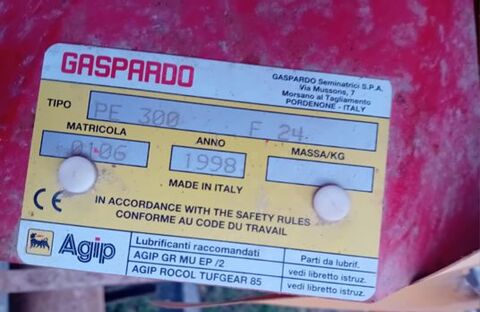 GASPARDO
GASPARDO Seminatrici S.P.A.
Via Mussons, 7
Morsano al Tagliamento
PORDENONE - ITALY
TIPO PE 300 F 24
MATRICOLA ANNO MASSA/KG
0106 1998
MADE IN ITALY
CE IN ACCORDANCE WITH THE SAFETY RULES
CONFORME AU CODE DU TRAVAIL
Agip
Lubrificanti raccomandati Parti da lubrif.
AGIP GR MU EP /2 vedi libretto istruz.
AGIP ROCOL TUFGEAR 85 vedi libretto istruz.